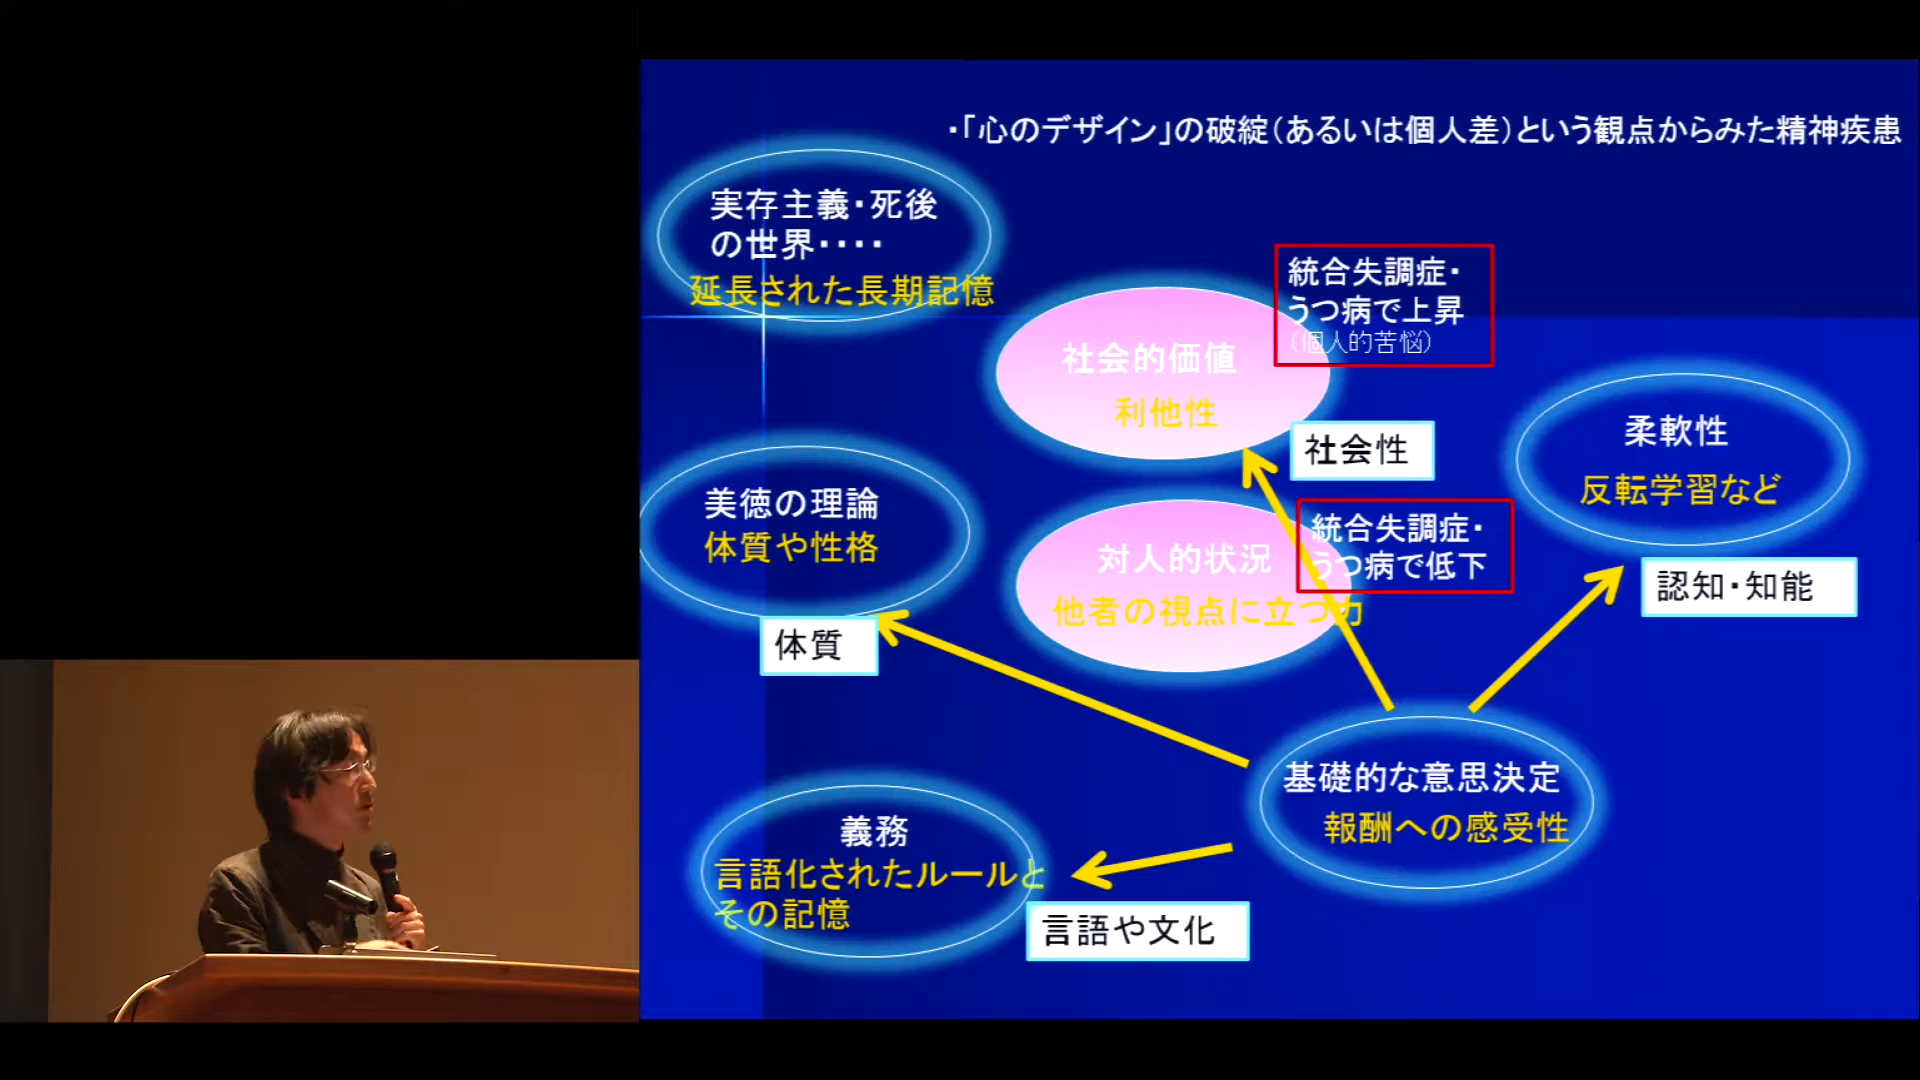 ・「心のデザイン」の破綻（あるいは個人差）という観点からみた精神疾患
実存主義・死後
の世界・・・・
延長された長期記憶
統合失調症・
うつ病で上昇
（個人的苦悩）
社会的価値
利他性
社会性
柔軟性
反転学習など
認知・知能
美徳の理論
体質や性格
体質
統合失調症・
うつ病で低下
対人的状況
他者の視点に立つ力
基礎的な意思決定
報酬への感受性
義務
言語化されたルールと
その記憶
言語や文化